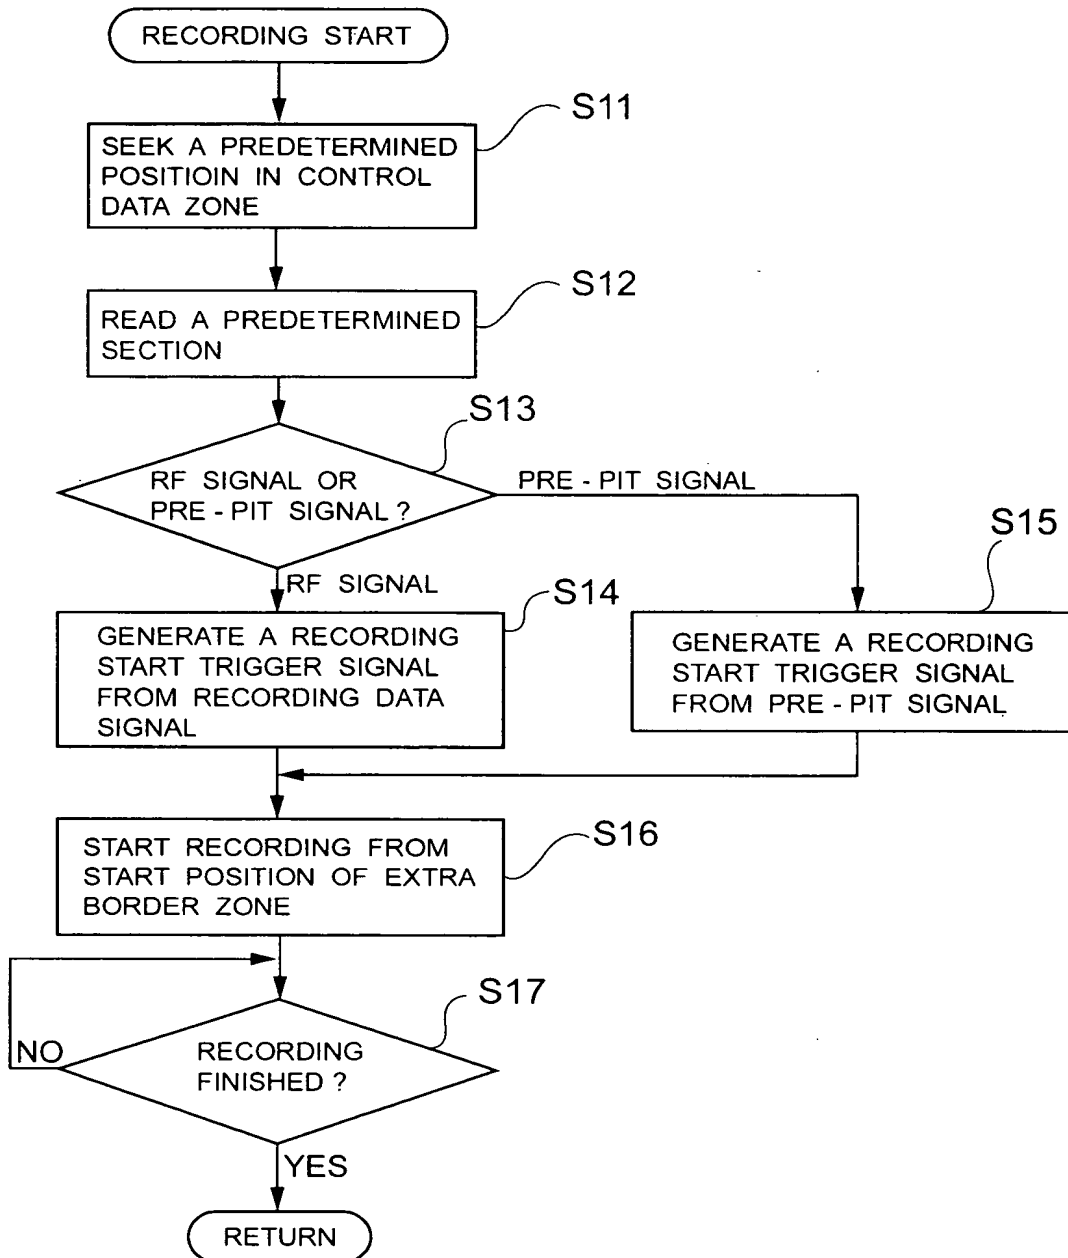 RECORDING START
S11
SEEK A PREDETERMINED
POSITIOIN IN CONTROL
DATA ZONE
S12
READ A PREDETERMINED
SECTION
S13
RF SIGNAL OR
PRE - PIT SIGNAL ?
PRE - PIT SIGNAL
RF SIGNAL
S14
GENERATE A RECORDING
START TRIGGER SIGNAL
FROM RECORDING DATA
SIGNAL
S15
GENERATE A RECORDING
START TRIGGER SIGNAL
FROM PRE - PIT SIGNAL
S16
START RECORDING FROM
START POSITION OF EXTRA
BORDER ZONE
S17
RECORDING
FINISHED ?
NO
YES
RETURN